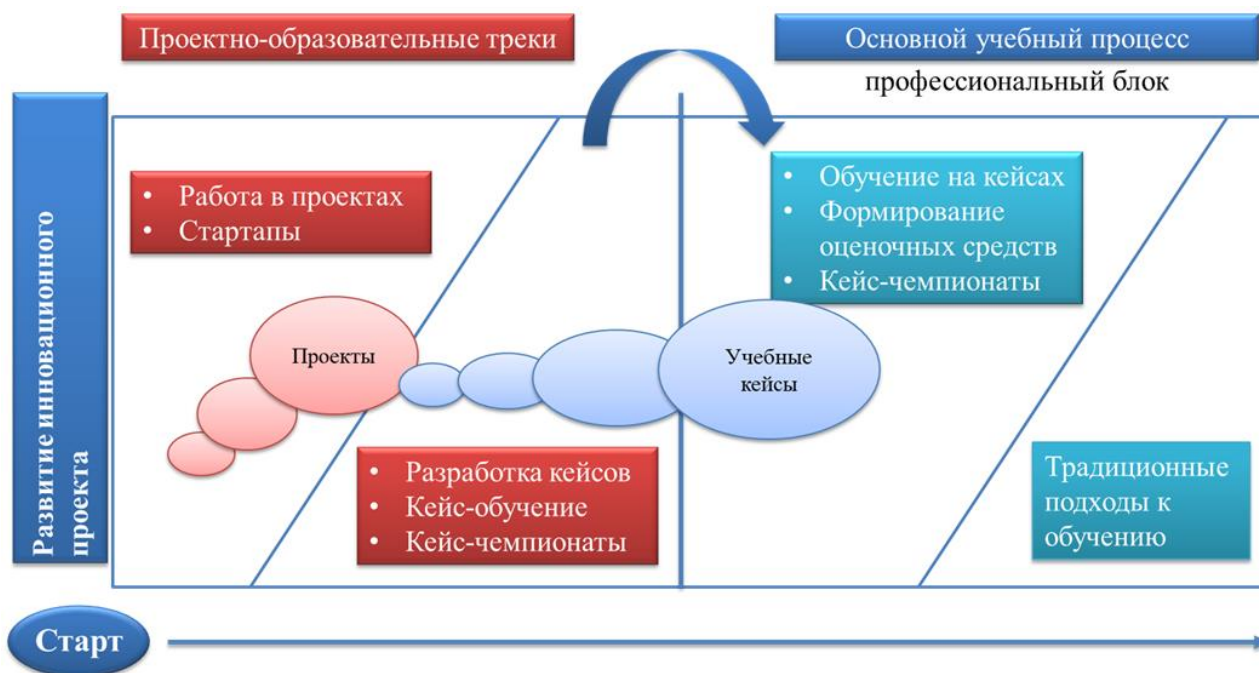 Проектно-образовательные треки
Основной учебный процесс
профессиональный блок
Развитие инновационного
проекта
• Работа в проектах
• Стартапы
• Обучение на кейсах
• Формирование
оценочных средств
• Кейс-чемпионаты
Проекты
Учебные
кейсы
• Разработка кейсов
• Кейс-обучение
• Кейс-чемпионаты
Традиционные
подходы к
обучению
Старт